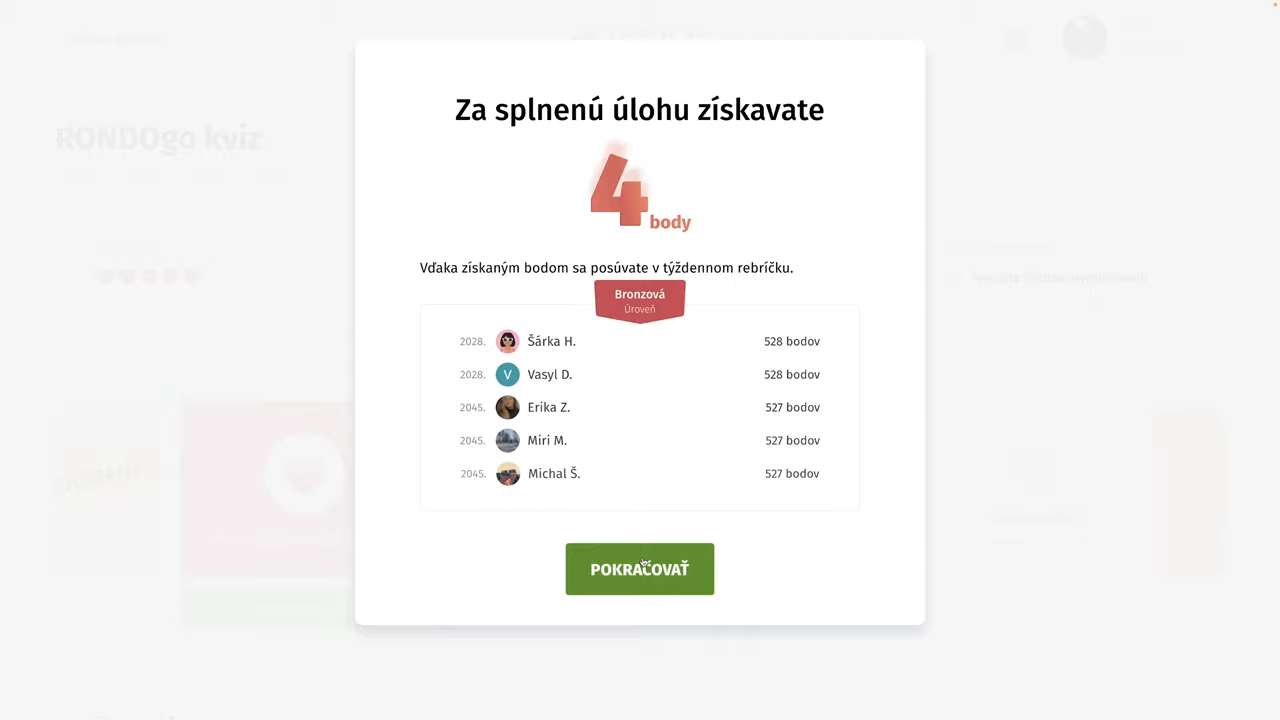 RONDOgo kvíz
Za splnenú úlohu získavate
4 body
Vďaka získaným bodom sa posúvate v týždennom rebríčku.
Bronzová
Úroveň
2028. Šárka H. 528 bodov
2028. V Vasyl D. 528 bodov
2045. Erika Z. 527 bodov
2045. Miri M. 527 bodov
2045. Michal Š. 527 bodov
POKRAČOVAŤ